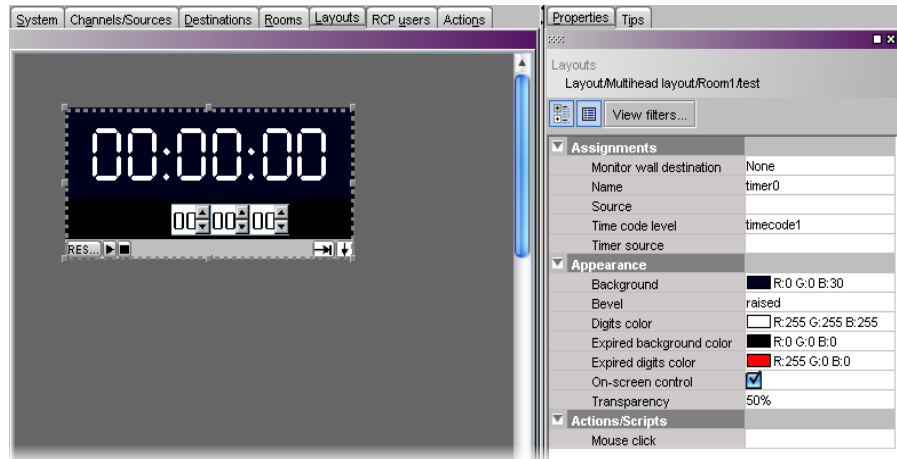 System Channels/Sources Destinations Rooms Layouts RCP users Actions
Properties Tips
Layouts
Layout/Multihead layout/Room1/test
View filters...
00:00:00
00 00 00
RES...
Assignments
Monitor wall destination None
Name timer0
Source
Time code level timecode1
Timer source
Appearance
Background R:0 G:0 B:30
Bevel raised
Digits color R:255 G:255 B:255
Expired background color R:0 G:0 B:0
Expired digits color R:255 G:0 B:0
On-screen control
Transparency 50%
Actions/Scripts
Mouse click